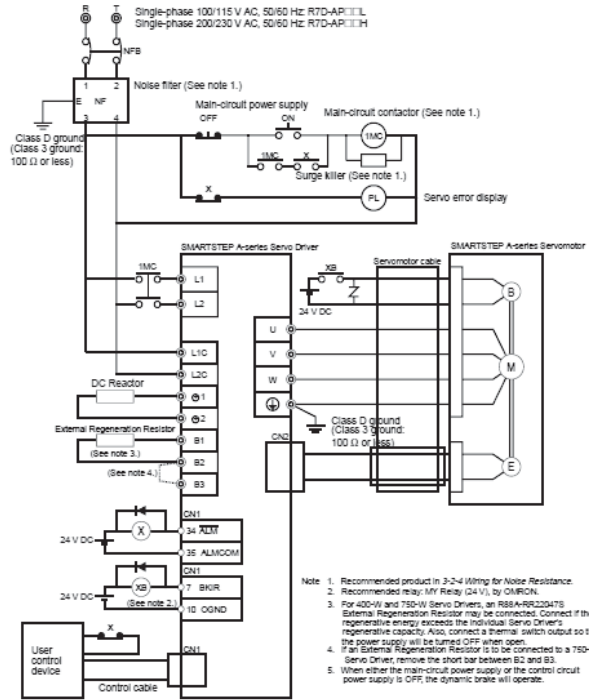 R T
Single-phase 100/115 V AC, 50/60 Hz: R7D-AP□□L
Single-phase 200/230 V AC, 50/60 Hz: R7D-AP□□H
NFB
1 2
Noise filter (See note 1.)
E NF
3 4
Class D ground
(Class 3 ground:
100 Ω or less)
Main-circuit power supply
OFF ON
Main-circuit contactor (See note 1.)
1MC
1MC X
Surge killer (See note 1.)
X
PL
Servo error display
SMARTSTEP A-series Servo Driver
SMARTSTEP A-series Servomotor
1MC
L1
L2
XB
Servomotor cable
24 V DC
B
U
V
W
M
L1C
L2C
DC Reactor
⊖1
⊖2
Class D ground
(Class 3 ground:
100 Ω or less)
External Regeneration Resistor
B1
(See note 3.)
B2
(See note 4.)
B3
CN2
E
CN1
X
34 ALM
24 V DC
35 ALMCOM
CN1
XB
7 BKIR
24 V DC
(See note 2.)
10 OGND
X
User
control
device
CN1
Control cable
Note 1. Recommended product in 3-2-4 Wiring for Noise Resistance.
2. Recommended relay: MY Relay (24 V), by OMRON.
3. For 400-W and 750-W Servo Drivers, an R88A-RR22047S
External Regeneration Resistor may be connected. Connect if the
regenerative energy exceeds the individual Servo Driver's
regenerative capacity. Also, connect a thermal switch output so t
the power supply will be turned OFF when open.
4. If an External Regeneration Resistor is to be connected to a 750-
Servo Driver, remove the short bar between B2 and B3.
5. When either the main-circuit power supply or the control circuit
power supply is OFF, the dynamic brake will operate.